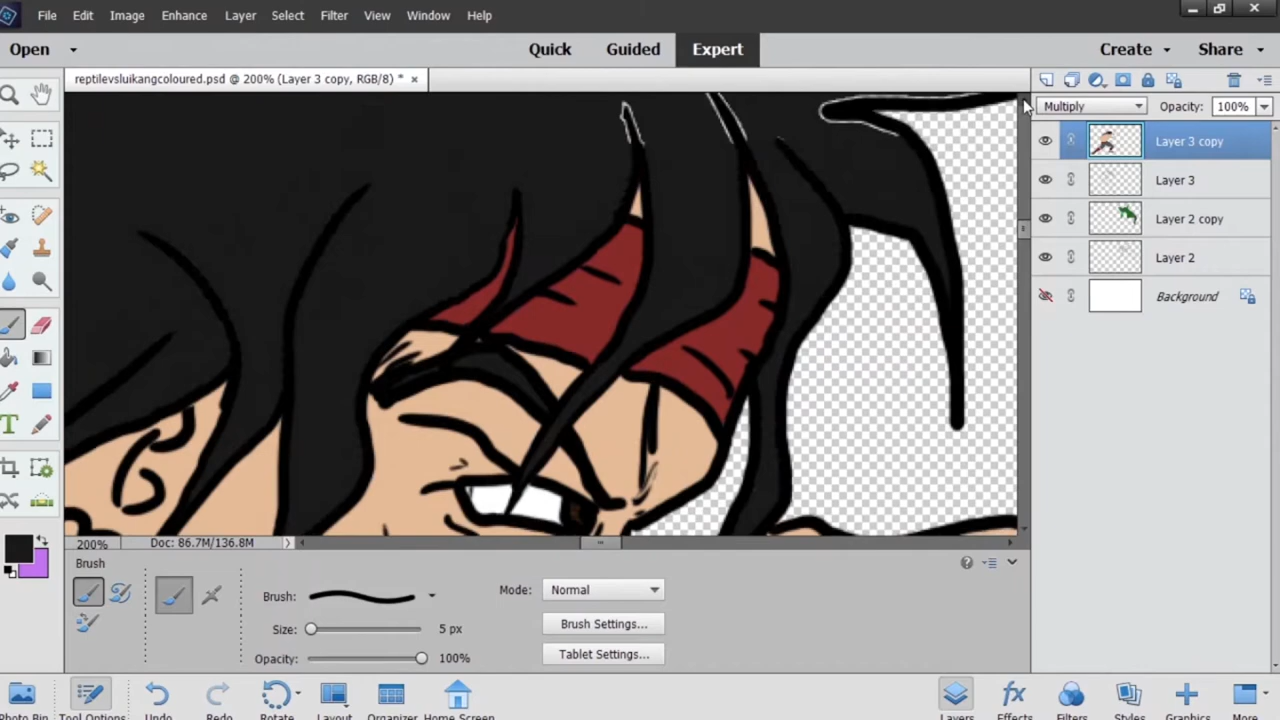 File Edit Image Enhance Layer Select Filter View Window Help
Open Quick Guided Expert Create Share
reptilevsluikangcoloured.psd @ 200% (Layer 3 copy, RGB/8) * ×
Multiply Opacity: 100%
Layer 3 copy
Layer 3
Layer 2 copy
Layer 2
Background
T
200% Doc: 86.7M/136.8M
Brush
Brush: Mode: Normal
Size: 5 px Brush Settings...
Opacity: 100% Tablet Settings...
Photo Bin Tool Options Undo Redo Rotate Layout Organizer Home Screen Layers Effects Filters Styles Graphics More